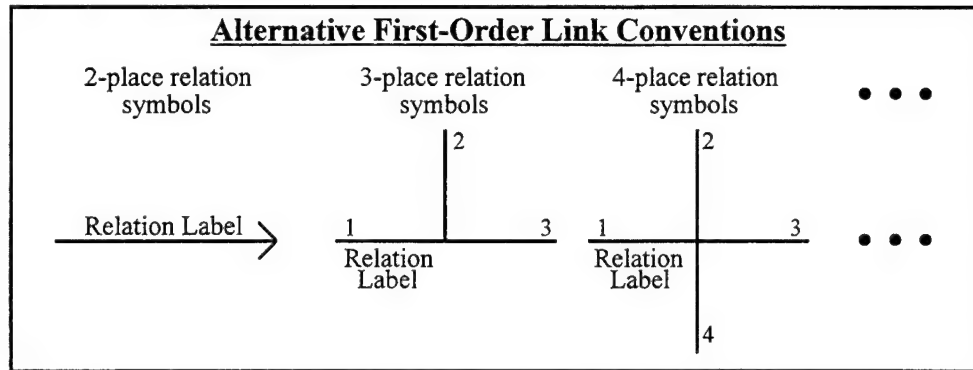 Alternative First-Order Link Conventions
2-place relation
symbols
3-place relation
symbols
4-place relation
symbols
• • •
Relation Label
2
1
3
Relation
Label
2
1
3
Relation
Label
4
• • •